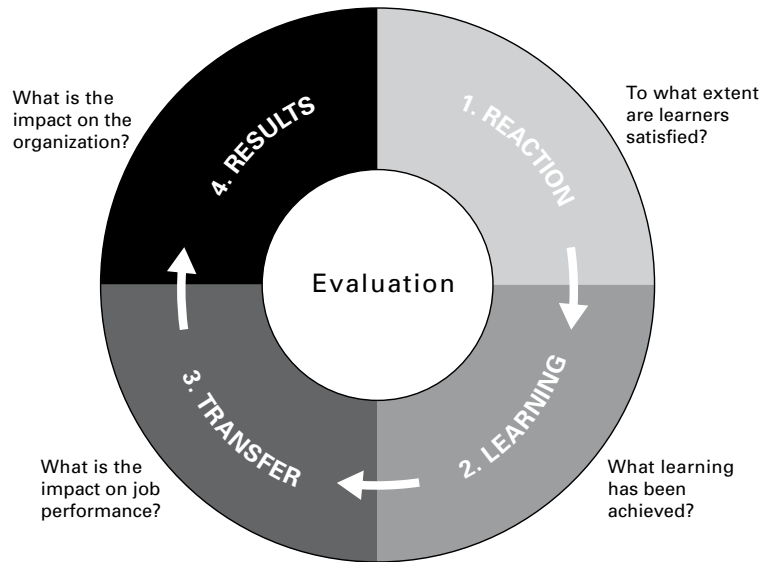 What is the
impact on the
organization?
4. RESULTS
1. REACTION
To what extent
are learners
satisfied?
Evaluation
What is the
impact on job
performance?
3. TRANSFER
2. LEARNING
What learning
has been
achieved?